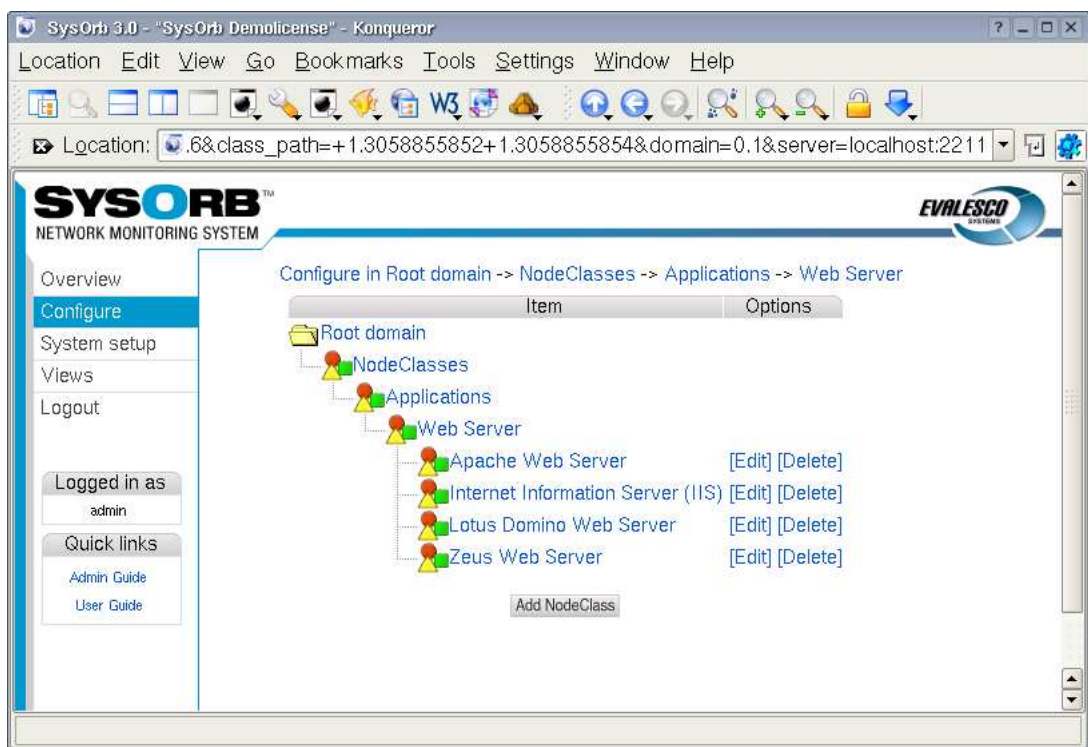 SysOrb 3.0 - "SysOrb Demolicense" - Konqueror
Location Edit View Go Bookmarks Tools Settings Window Help
W3
Location: .6&class_path=+1.3058855852+1.3058855854&domain=0.1&server=localhost:2211
SYSORB™
NETWORK MONITORING SYSTEM
EVALESCO
SYSTEMS
Overview
Configure
System setup
Views
Logout
Logged in as
admin
Quick links
Admin Guide
User Guide
Configure in Root domain -> NodeClasses -> Applications -> Web Server
Item Options
Root domain
NodeClasses
Applications
Web Server
Apache Web Server [Edit] [Delete]
Internet Information Server (IIS) [Edit] [Delete]
Lotus Domino Web Server [Edit] [Delete]
Zeus Web Server [Edit] [Delete]
Add NodeClass